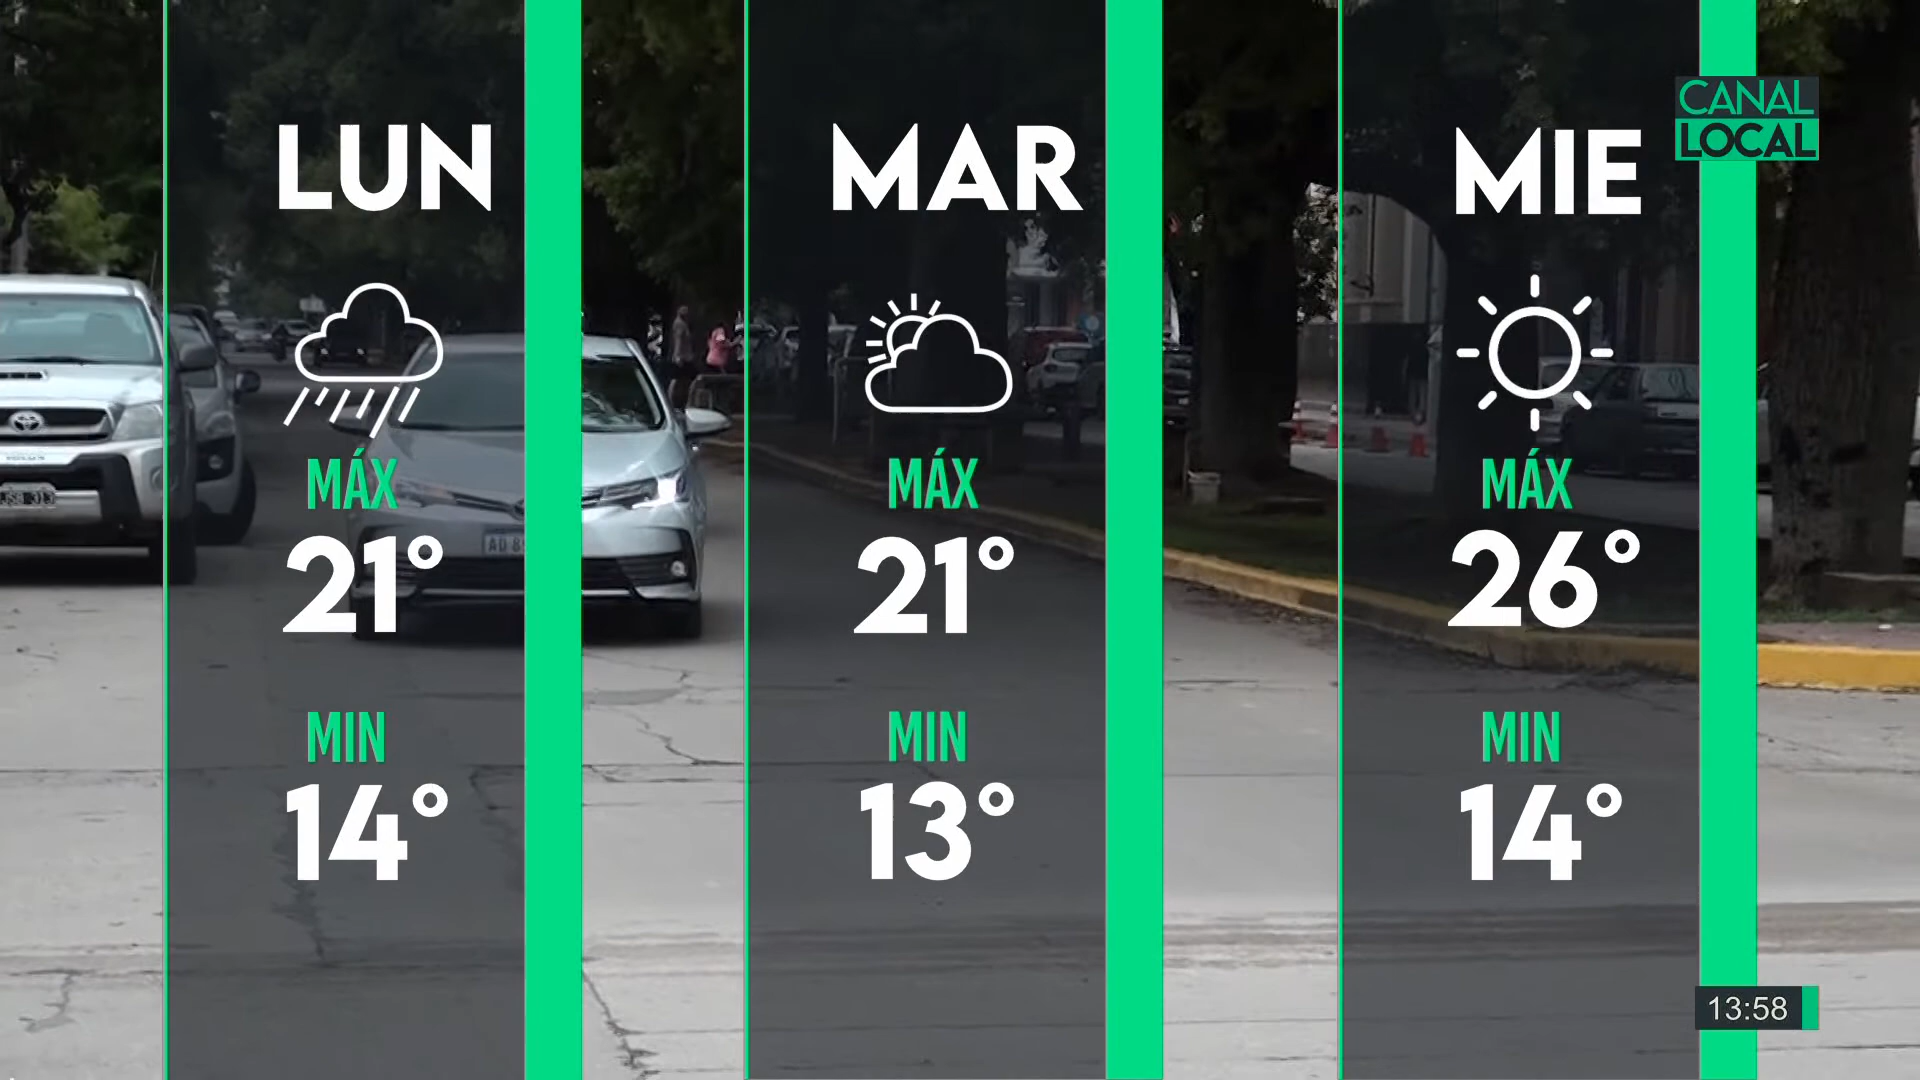 LUN
MÁX
21°
MIN
14°
MAR
MÁX
21°
MIN
13°
MIE
MÁX
26°
MIN
14°
CANAL
LOCAL
13:58